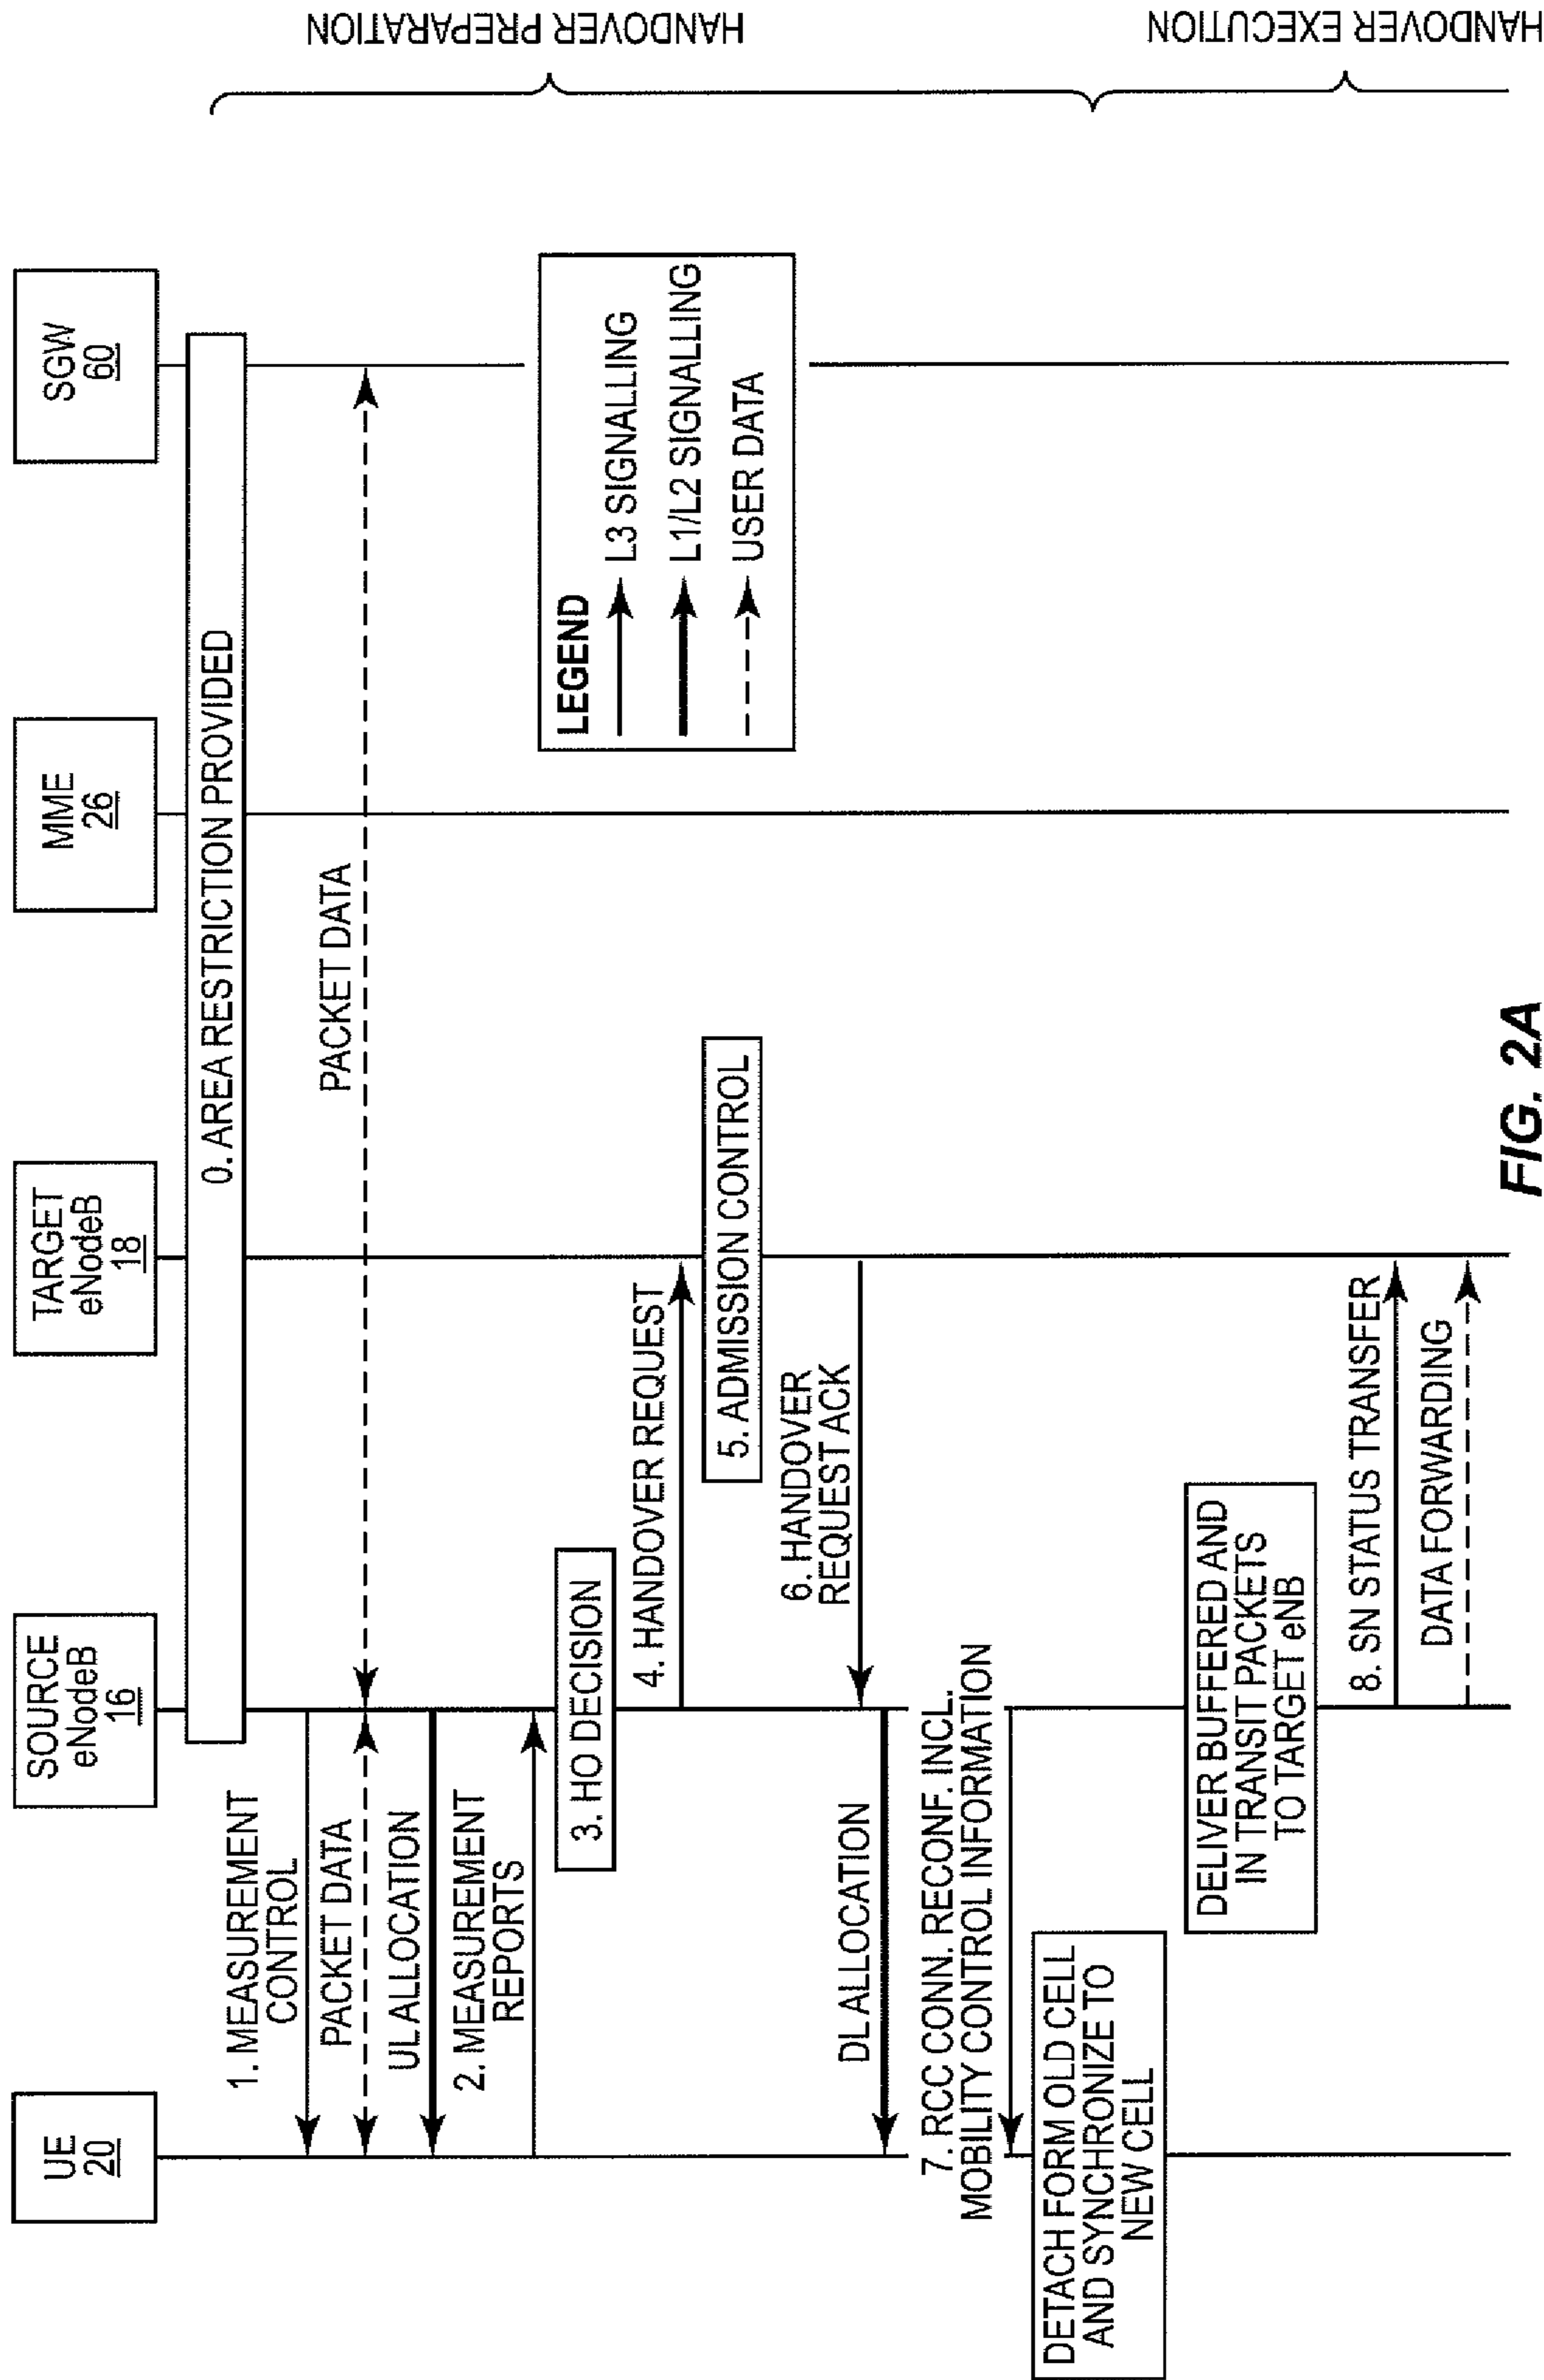 UE
20
SOURCE
eNodeB
16
TARGET
eNodeB
18
MME
26
SGW
60
0. AREA RESTRICTION PROVIDED
1. MEASUREMENT
CONTROL
PACKET DATA
PACKET DATA
UL ALLOCATION
2. MEASUREMENT
REPORTS
3. HO DECISION
4. HANDOVER REQUEST
5. ADMISSION CONTROL
6. HANDOVER
REQUEST ACK
DL ALLOCATION
7. RCC CONN. RECONF. INCL.
MOBILITY CONTROL INFORMATION
DETACH FORM OLD CELL
AND SYNCHRONIZE TO
NEW CELL
DELIVER BUFFERED AND
IN TRANSIT PACKETS
TO TARGET eNB
8. SN STATUS TRANSFER
DATA FORWARDING
LEGEND
L3 SIGNALLING
L1/L2 SIGNALLING
USER DATA
HANDOVER PREPARATION
HANDOVER EXECUTION
FIG. 2A